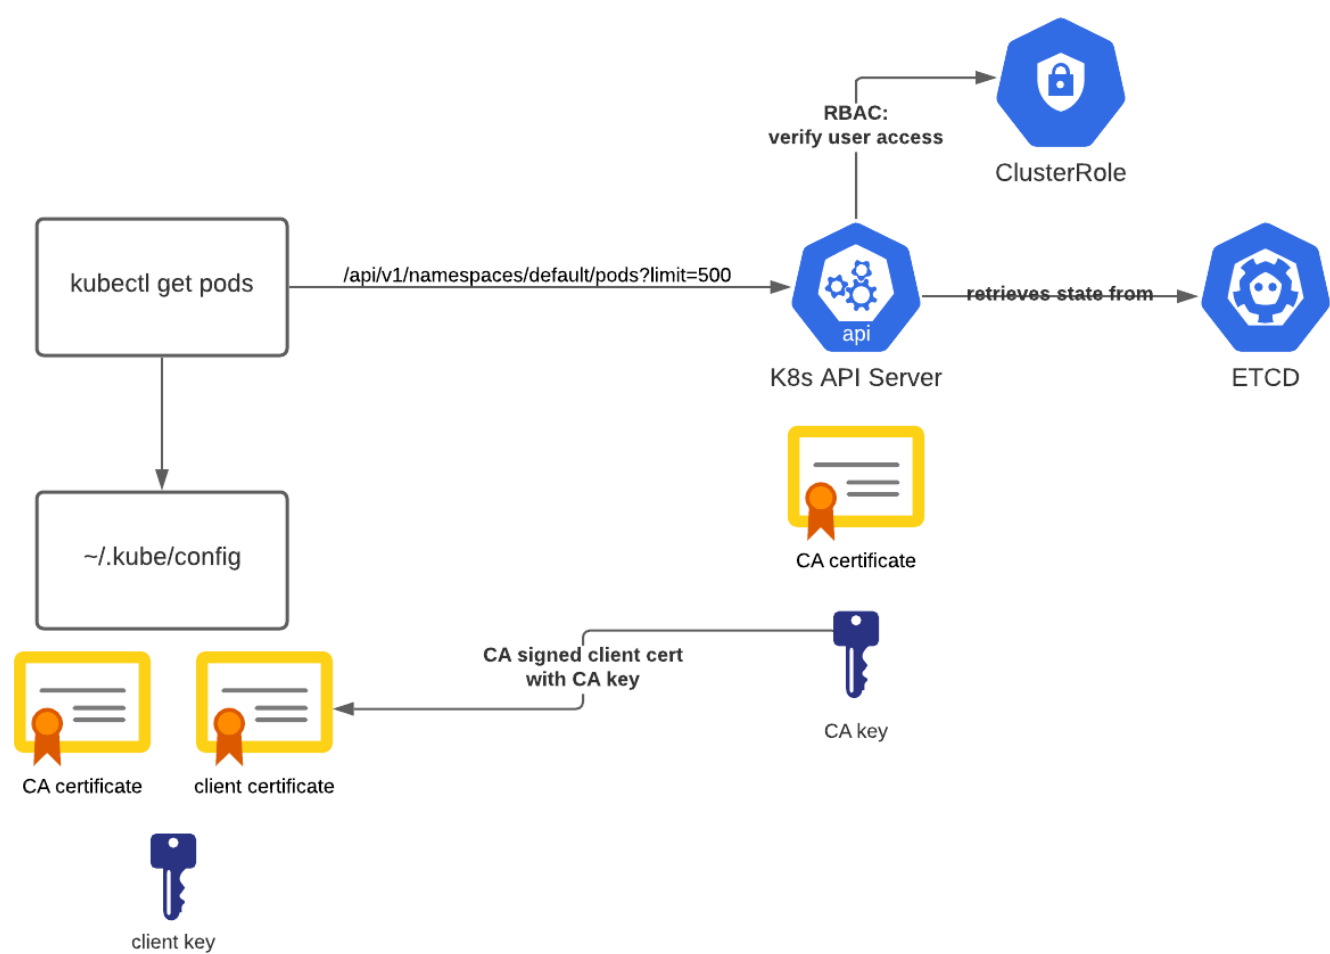 RBAC:
verify user access
ClusterRole
kubectl get pods
/api/v1/namespaces/default/pods?limit=500
retrieves state from
api
K8s API Server
ETCD
~/.kube/config
CA certificate
CA signed client cert
with CA key
CA key
CA certificate
client certificate
client key